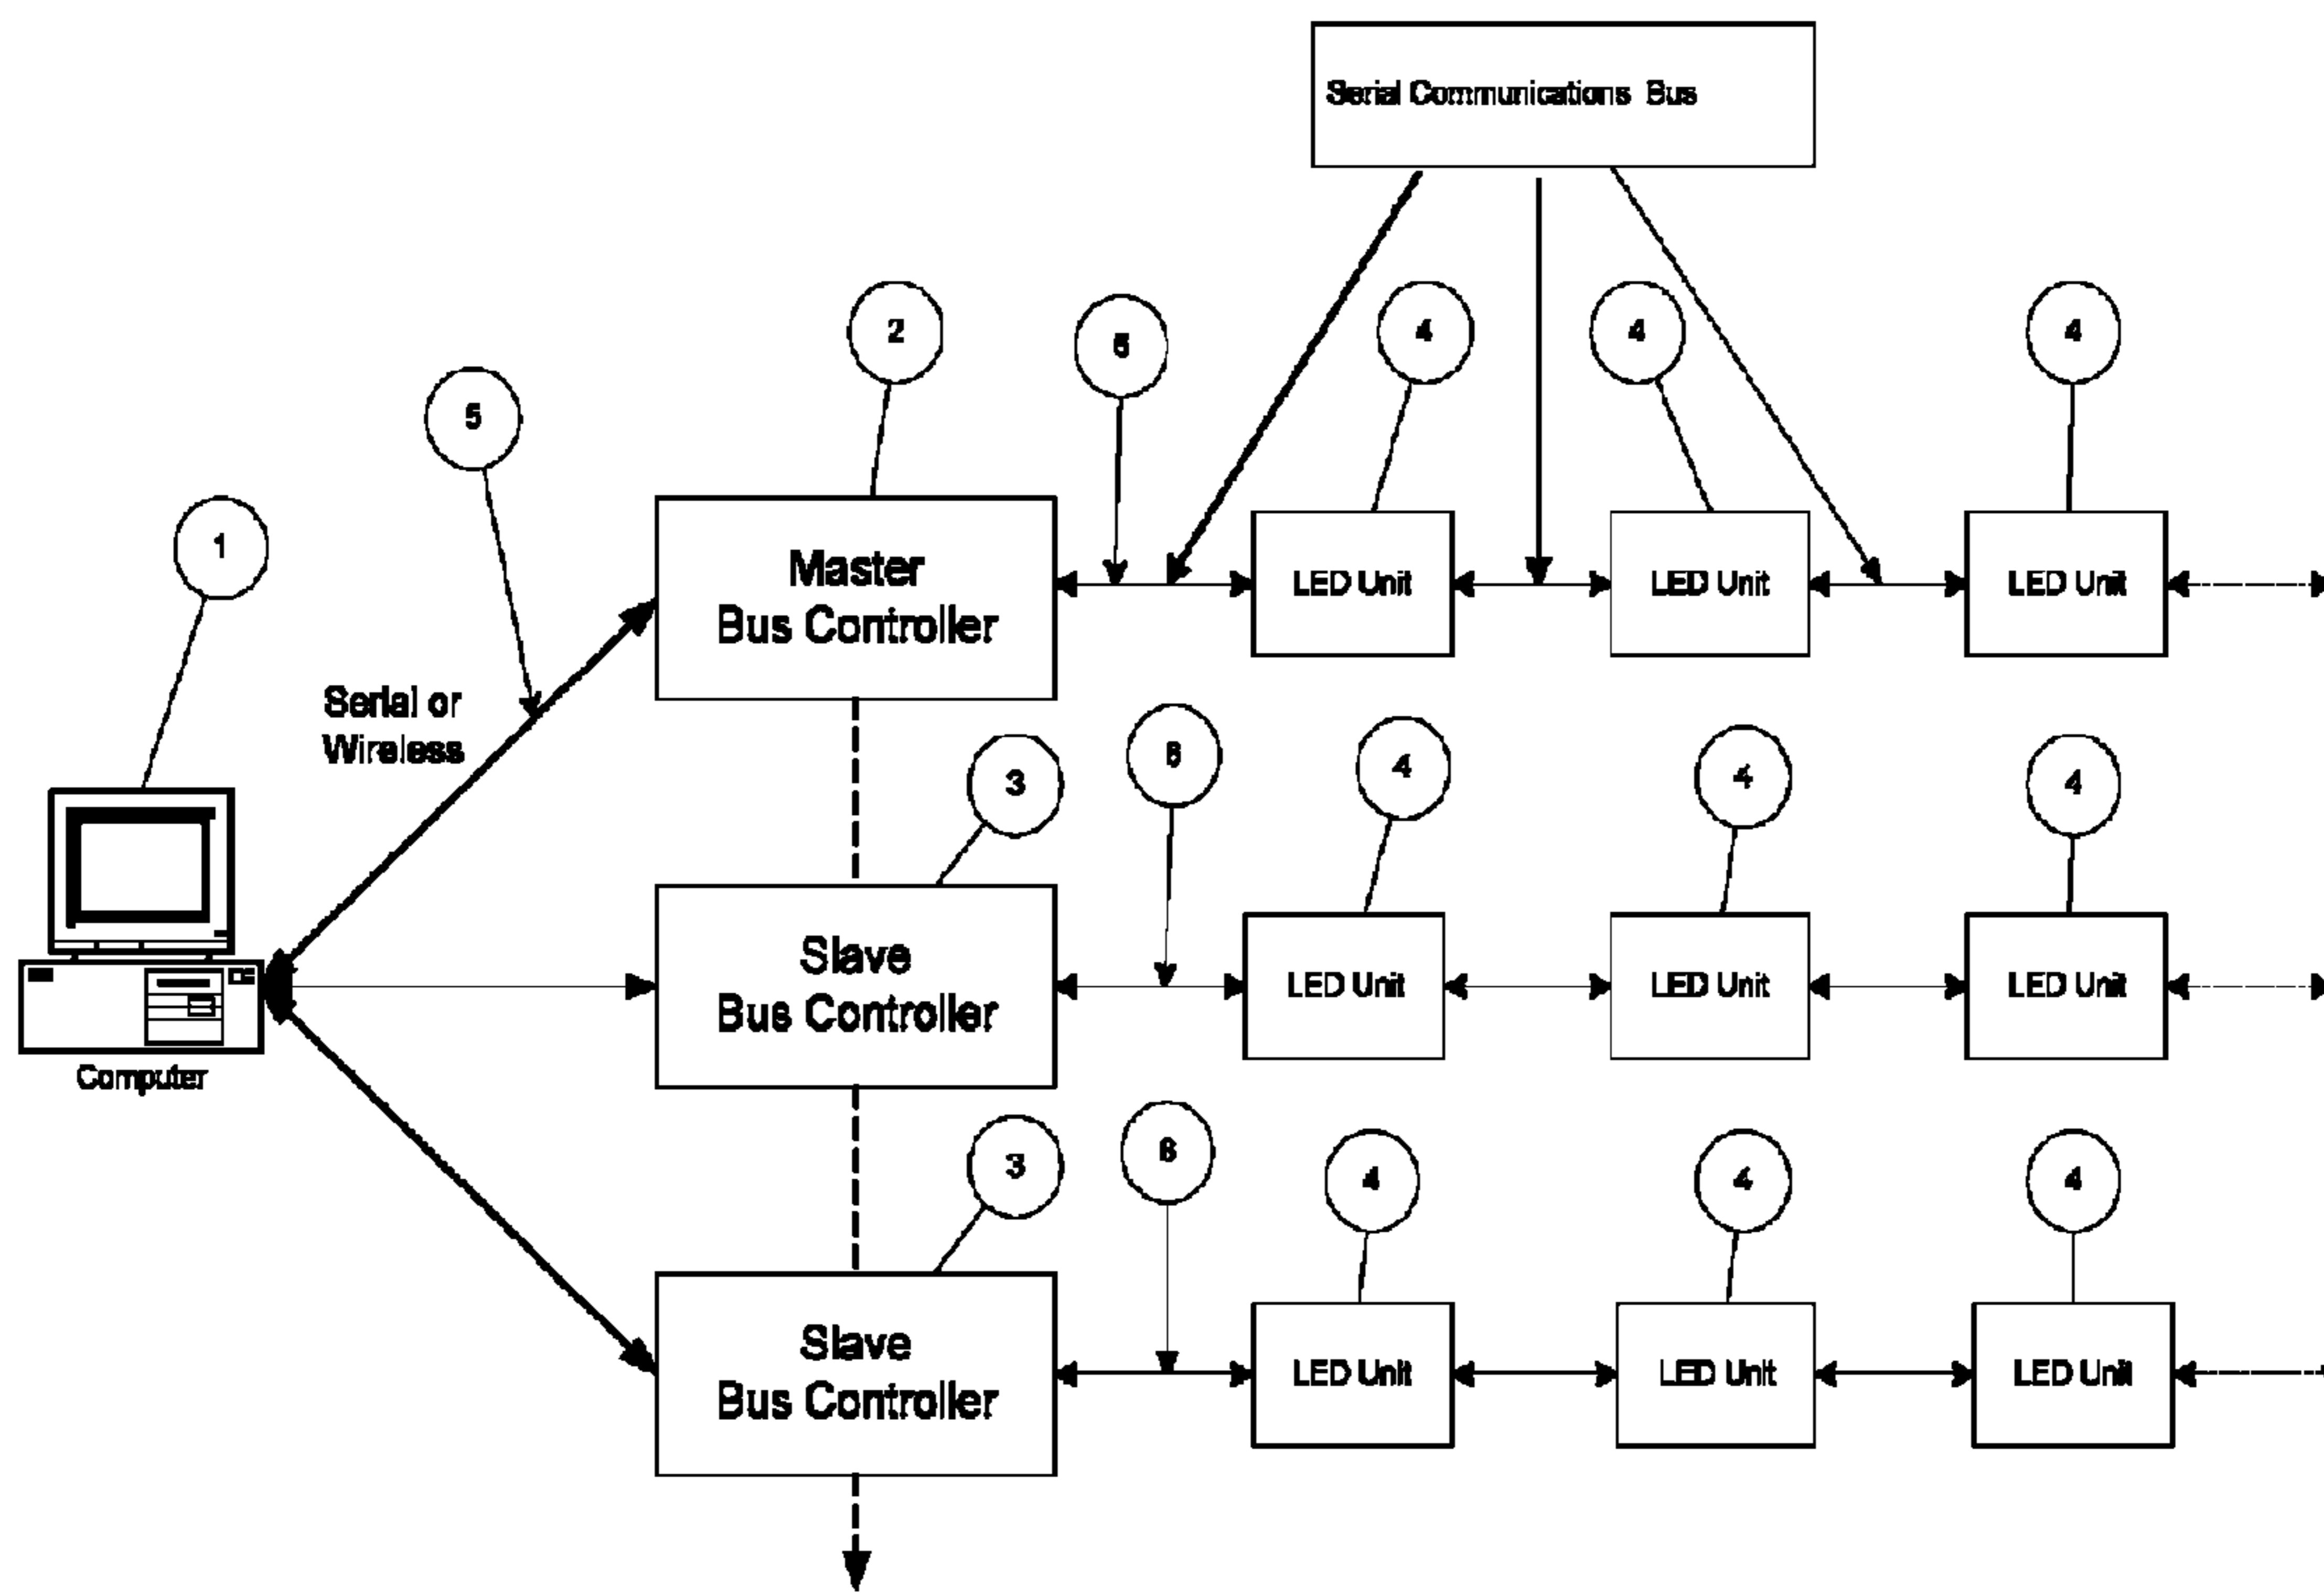 Serial Communications Bus
2
6
4
4
4
5
1
Master
Bus Controller
LED Unit
LED Unit
LED Unit
Serial or
Wireless
3
6
4
4
4
Slave
Bus Controller
LED Unit
LED Unit
LED Unit
Computer
3
6
4
4
4
Slave
Bus Controller
LED Unit
LED Unit
LED Unit